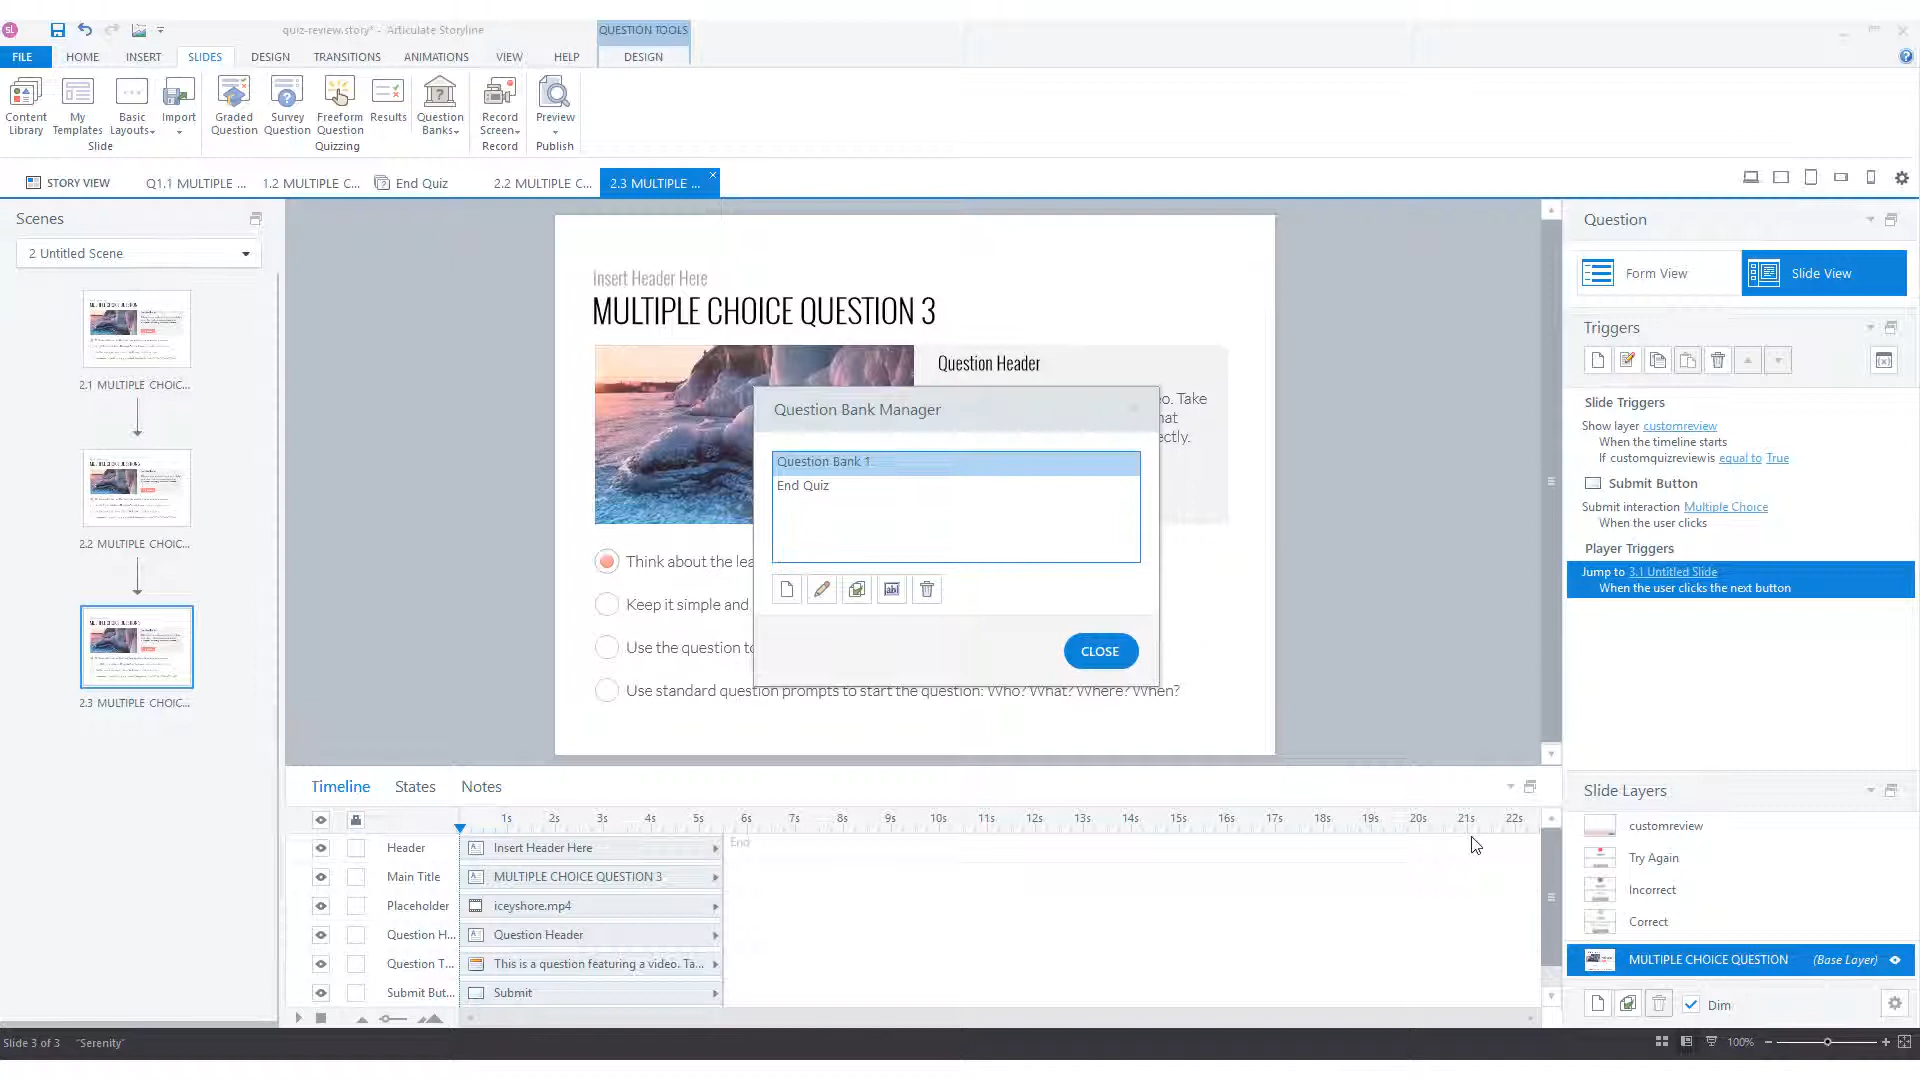 quiz-review.story* - Articulate Storyline
QUESTION TOOLS
FILE
HOME
INSERT
SLIDES
DESIGN
TRANSITIONS
ANIMATIONS
VIEW
HELP
DESIGN
Content Library
My Templates
Basic Layouts
Import
Graded Question
Survey Question
Freeform Question
Results
Question Banks
Record Screen
Preview
Slide
Quizzing
Record
Publish
STORY VIEW
Q1.1 MULTIPLE ...
1.2 MULTIPLE C...
End Quiz
2.2 MULTIPLE C...
2.3 MULTIPLE ...
Scenes
2 Untitled Scene
2.1 MULTIPLE CHOIC...
2.2 MULTIPLE CHOIC...
2.3 MULTIPLE CHOIC...
Insert Header Here
MULTIPLE CHOICE QUESTION 3
Question Header
eo. Take
hat
ectly.
Question Bank Manager
Question Bank 1
End Quiz
CLOSE
Think about the lea
Keep it simple and
Use the question to
Use standard question prompts to start the question: Who? What? Where? When?
Question
Form View
Slide View
Triggers
Slide Triggers
Show layer customreview
When the timeline starts
If customquizreview is equal to True
Submit Button
Submit interaction Multiple Choice
When the user clicks
Player Triggers
Jump to 3.1 Untitled Slide
When the user clicks the next button
Timeline
States
Notes
1s 2s 3s 4s 5s 6s 7s 8s 9s 10s 11s 12s 13s 14s 15s 16s 17s 18s 19s 20s 21s 22s
End
Header
Insert Header Here
Main Title
MULTIPLE CHOICE QUESTION 3
Placeholder
iceyshore.mp4
Question H...
Question Header
Question T...
This is a question featuring a video. Ta...
Submit But...
Submit
Slide Layers
customreview
Try Again
Incorrect
Correct
MULTIPLE CHOICE QUESTION (Base Layer)
Dim
Slide 3 of 3
"Serenity"
100%